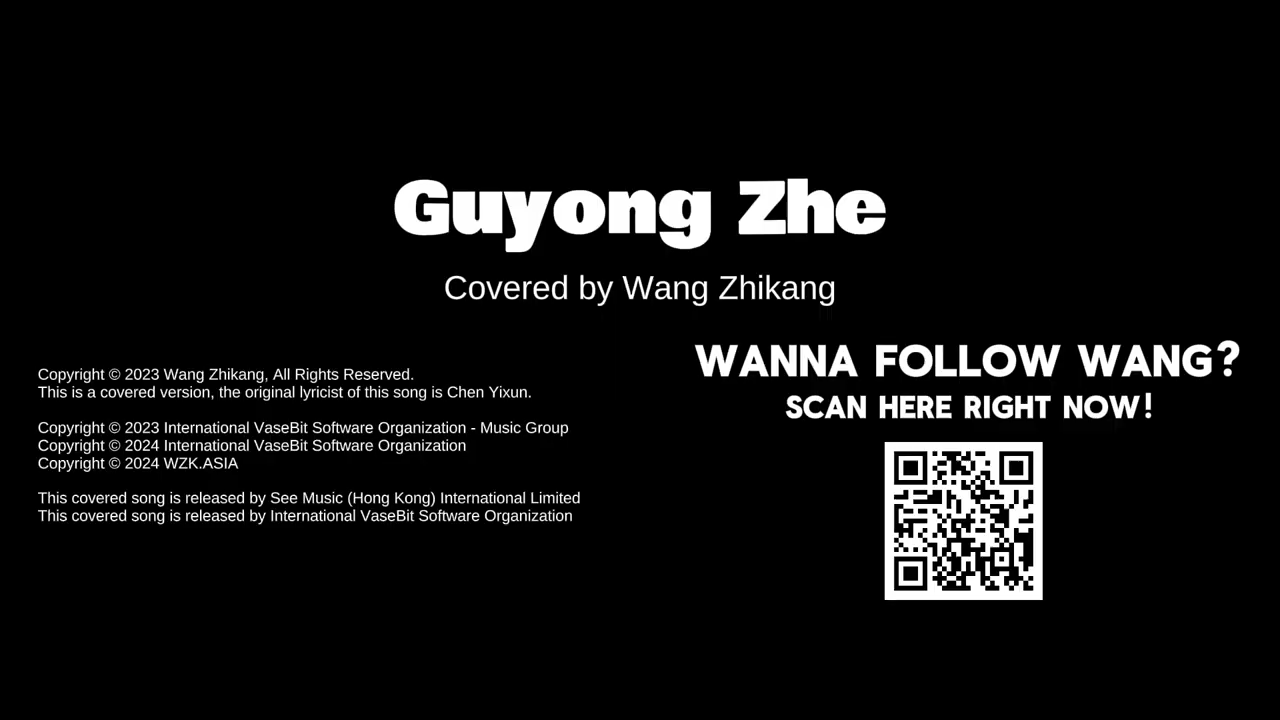 Guyong Zhe
Covered by Wang Zhikang
Copyright © 2023 Wang Zhikang, All Rights Reserved.
This is a covered version, the original lyricist of this song is Chen Yixun.
Copyright © 2023 International VaseBit Software Organization - Music Group
Copyright © 2024 International VaseBit Software Organization
Copyright © 2024 WZK.ASIA
This covered song is released by See Music (Hong Kong) International Limited
This covered song is released by International VaseBit Software Organization
WANNA FOLLOW WANG?
SCAN HERE RIGHT NOW!